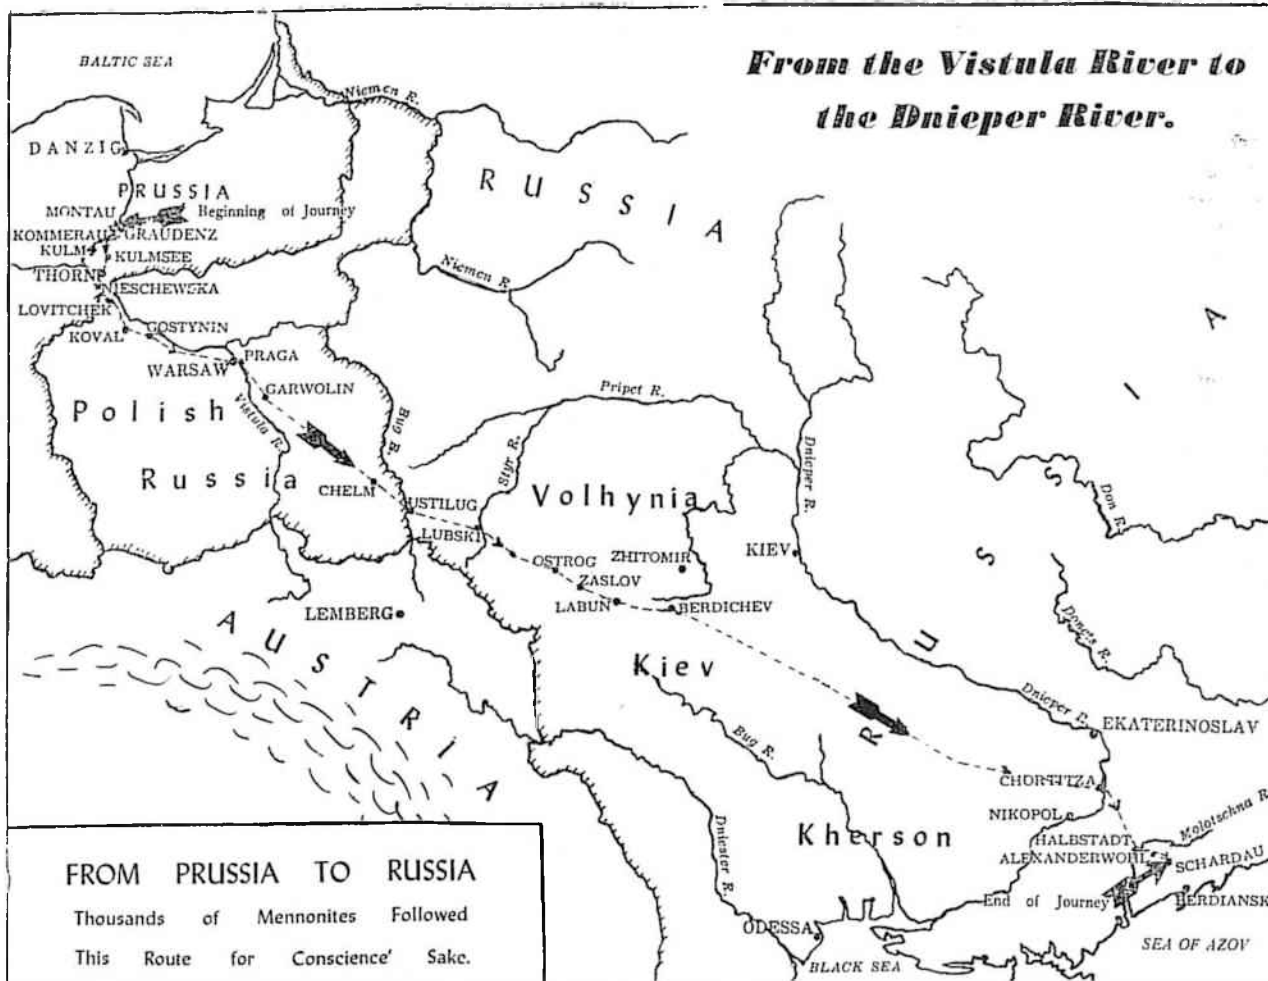 From the Vistula River to
the Dnieper River.
BALTIC SEA
Niemen R.
DANZIG
PRUSSIA
RUSSIA
MONTAU
Beginning of Journey
KOMMERAU
GRAUDENZ
KULM
KULMSEE
THORN
Niemen R.
NIESCHEWSKA
LOVITCHEK
GOSTYNIN
KOVAL
PRAGA
WARSAW
GARWOLIN
Pripet R.
Polish
Vistula R.
Bug R.
Styr R.
Dnieper R.
Russia
CHELM
Volhynia
USTILUG
Don R.
LUBSKI
OSTROG
ZHITOMIR
KIEV
ZASLOV
LABUN
BERDICHEV
LEMBERG
AUSTRIA
Donetz R.
RUSSIA
Kiev
Dnieper R.
EKATERINOSLAV
Bug R.
CHORTITZA
NIKOPOL
Molotschna R.
Kherson
HALBSTADT
ALEXANDERWOHL
SCHARDAU
Dniester R.
End of Journey
BERDIANSK
ODESSA
SEA OF AZOV
BLACK SEA
FROM PRUSSIA TO RUSSIA
Thousands of Mennonites Followed
This Route for Conscience' Sake.